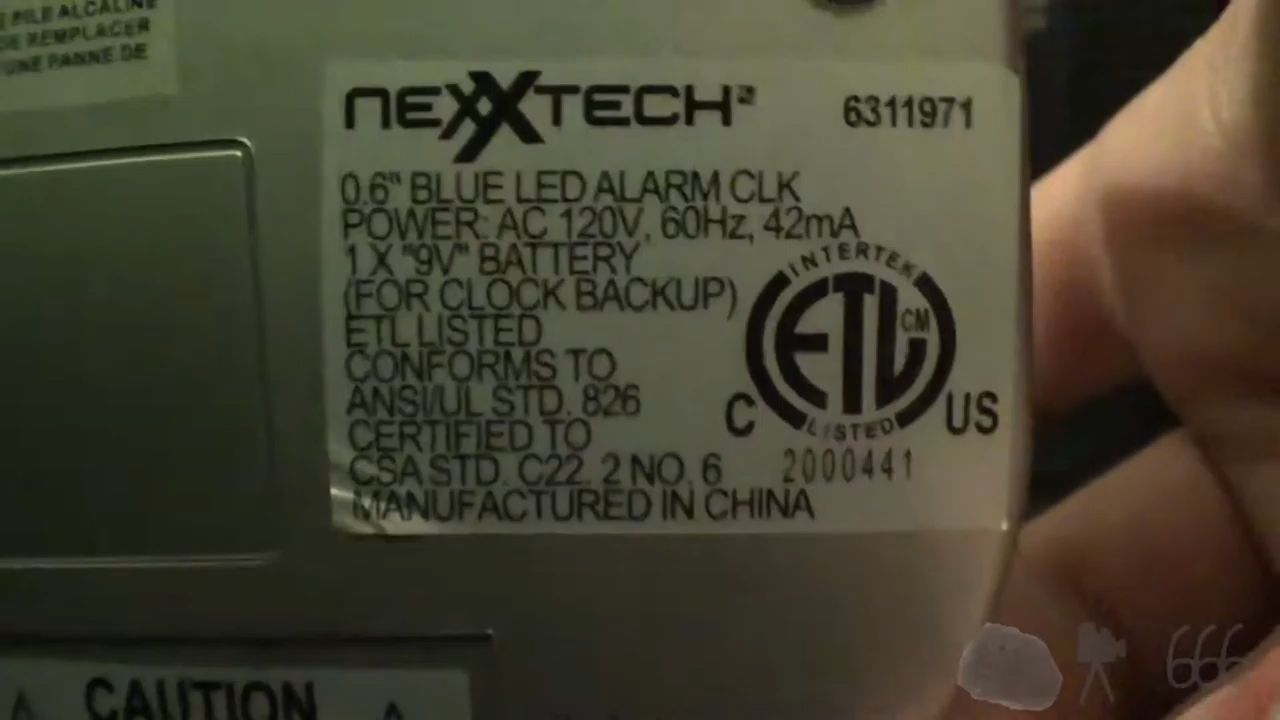 PILE ALCALINE
DE REMPLACER
UNE PANNE DE
NEXXTECH
6311971
0.6" BLUE LED ALARM CLK
POWER: AC 120V, 60Hz, 42mA
1 X "9V" BATTERY
(FOR CLOCK BACKUP)
ETL LISTED
CONFORMS TO
ANSI/UL STD. 826
CERTIFIED TO
CSA STD. C22. 2 NO. 6
MANUFACTURED IN CHINA
INTERTEK
ETL CM
LISTED
C US
2000441
CAUTION
666